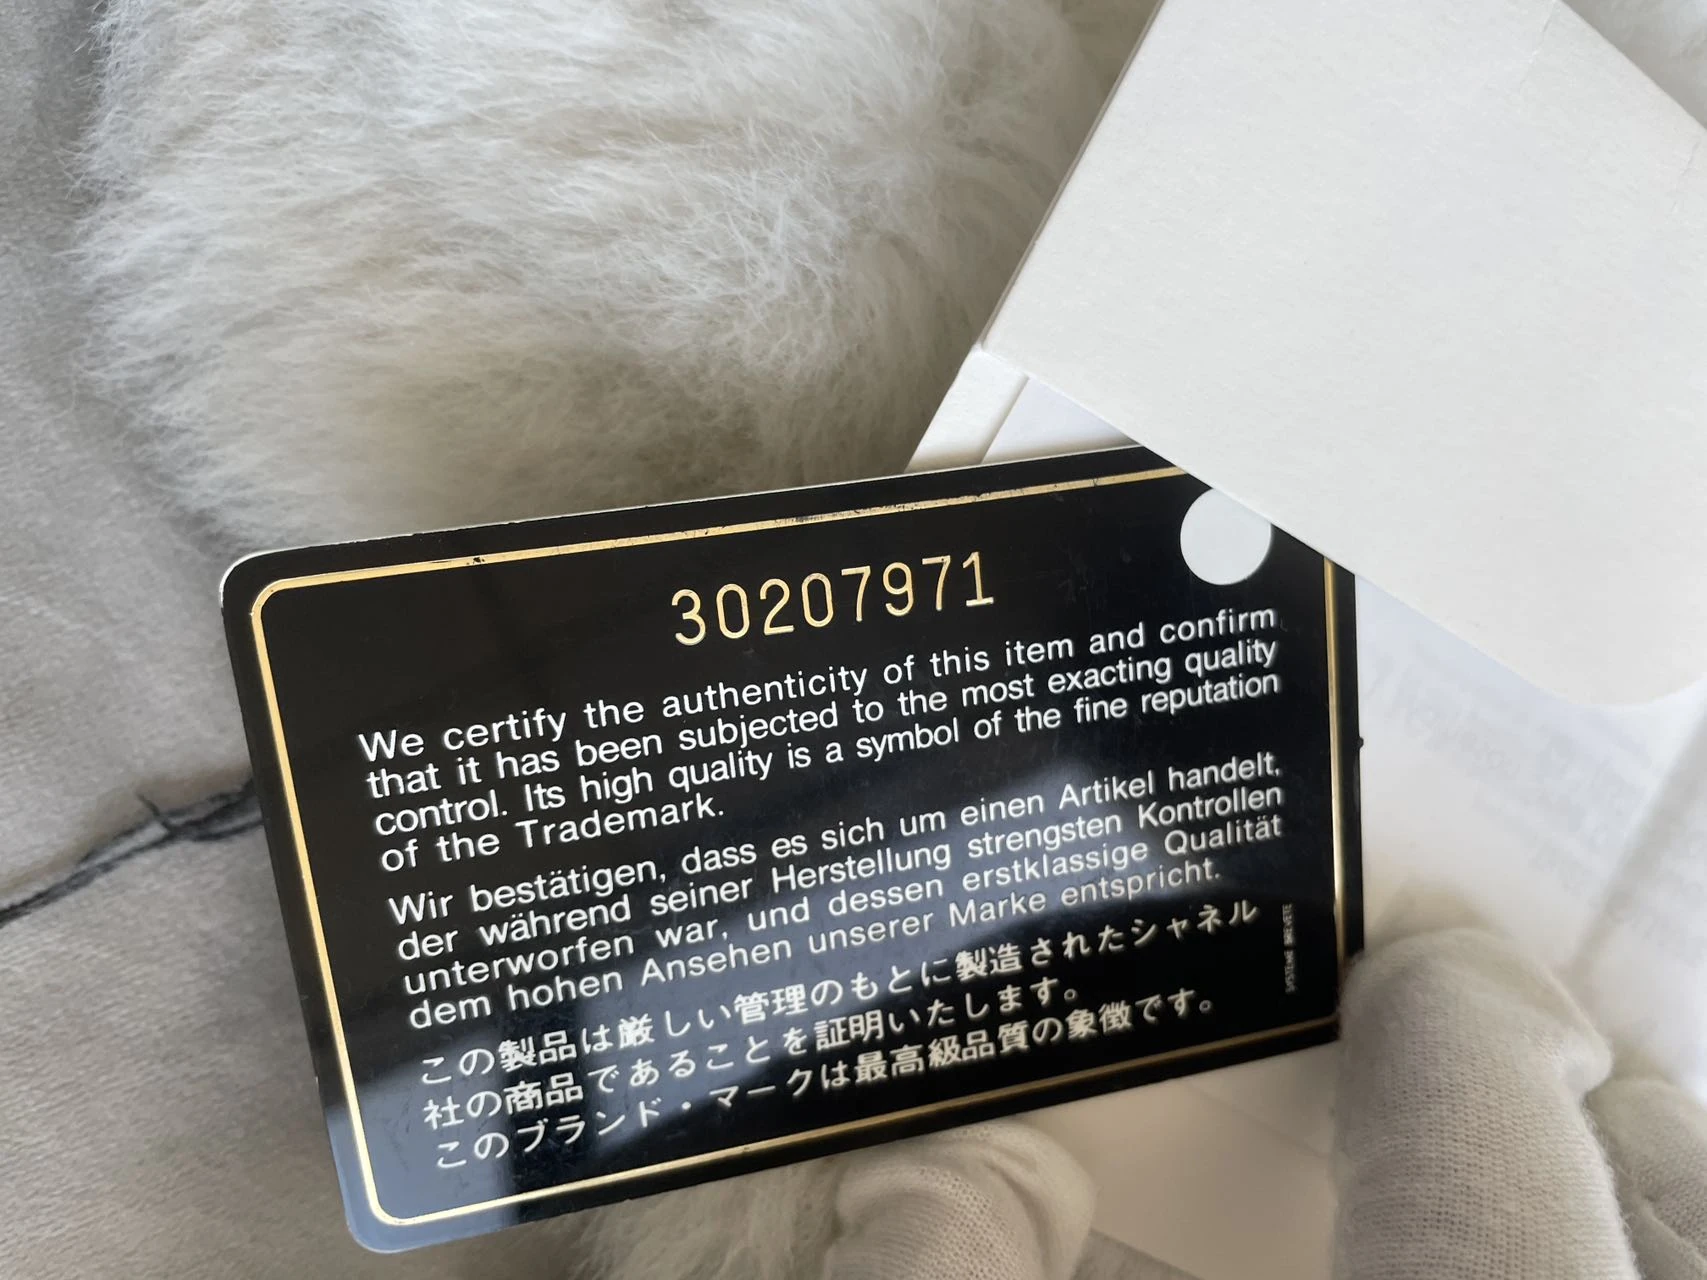 30207971
We certify the authenticity of this item and confirm
that it has been subjected to the most exacting quality
control. Its high quality is a symbol of the fine reputation
of the Trademark.
Wir bestätigen, dass es sich um einen Artikel handelt,
der während seiner Herstellung strengsten Kontrollen
unterworfen war, und dessen erstklassige Qualität
dem hohen Ansehen unserer Marke entspricht.
この製品は厳しい管理のもとに製造されたシャネル
社の商品であることを証明いたします。
このブランド・マークは最高級品質の象徴です。
SYSTEME BREVETE